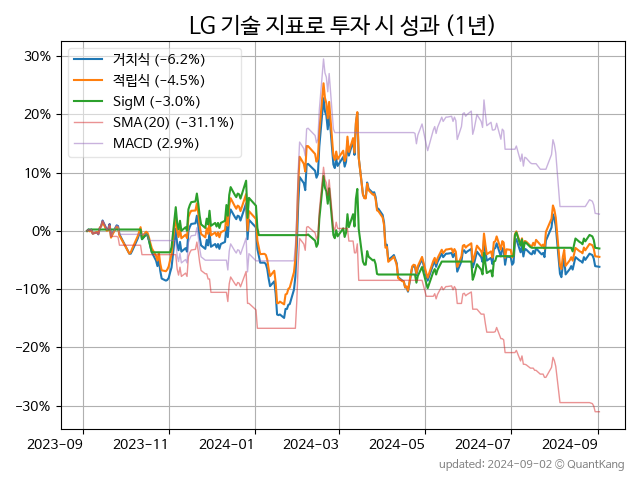 LG 기술 지표로 투자 시 성과 (1년)
거치식 (−6.2%)
적립식 (−4.5%)
SigM (−3.0%)
SMA(20) (−31.1%)
MACD (2.9%)
30%
20%
10%
0%
−10%
−20%
−30%
2023-09 2023-11 2024-01 2024-03 2024-05 2024-07 2024-09
updated: 2024-09-02 © QuantKang